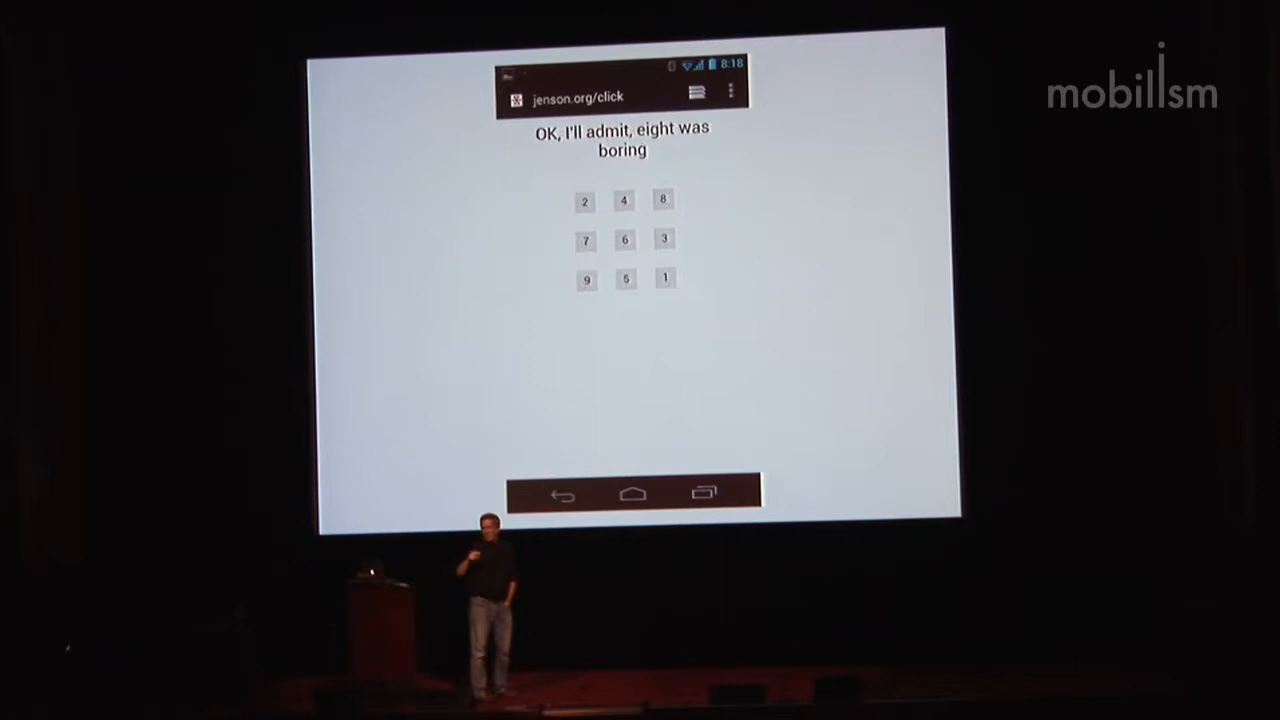 mobilism
8:18
jenson.org/click
OK, I'll admit, eight was
boring
2 4 8
7 6 3
9 5 1